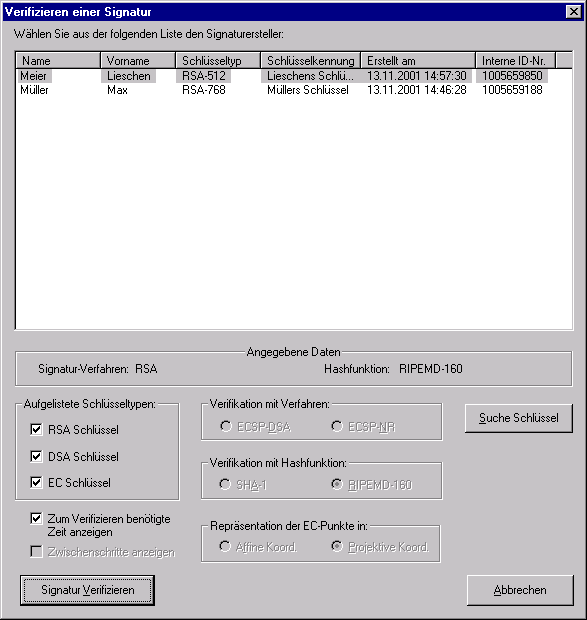 Verifizieren einer Signatur
Wählen Sie aus der folgenden Liste den Signaturersteller:
Name Vorname Schlüsseltyp Schlüsselkennung Erstellt am Interne ID-Nr.
Meier Lieschen RSA-512 Lieschens Schlü... 13.11.2001 14:57:30 1005659850
Müller Max RSA-768 Müllers Schlüssel 13.11.2001 14:46:28 1005659188
Angegebene Daten
Signatur-Verfahren: RSA Hashfunktion: RIPEMD-160
Aufgelistete Schlüsseltypen:
RSA Schlüssel
DSA Schlüssel
EC Schlüssel
Verifikation mit Verfahren:
ECSP-DSA ECSP-NR
Suche Schlüssel
Verifikation mit Hashfunktion:
SHA-1 RIPEMD-160
Zum Verifizieren benötigte
Zeit anzeigen
Zwischenschritte anzeigen
Repräsentation der EC-Punkte in:
Affine Koord. Projektive Koord.
Signatur Verifizieren
Abbrechen